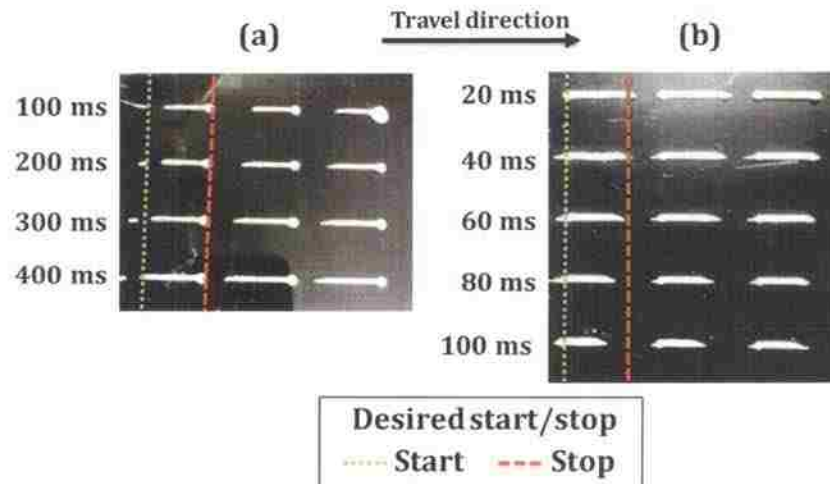 Travel direction
(a)
(b)
100 ms
200 ms
300 ms
400 ms
20 ms
40 ms
60 ms
80 ms
100 ms
Desired start/stop
Start
Stop